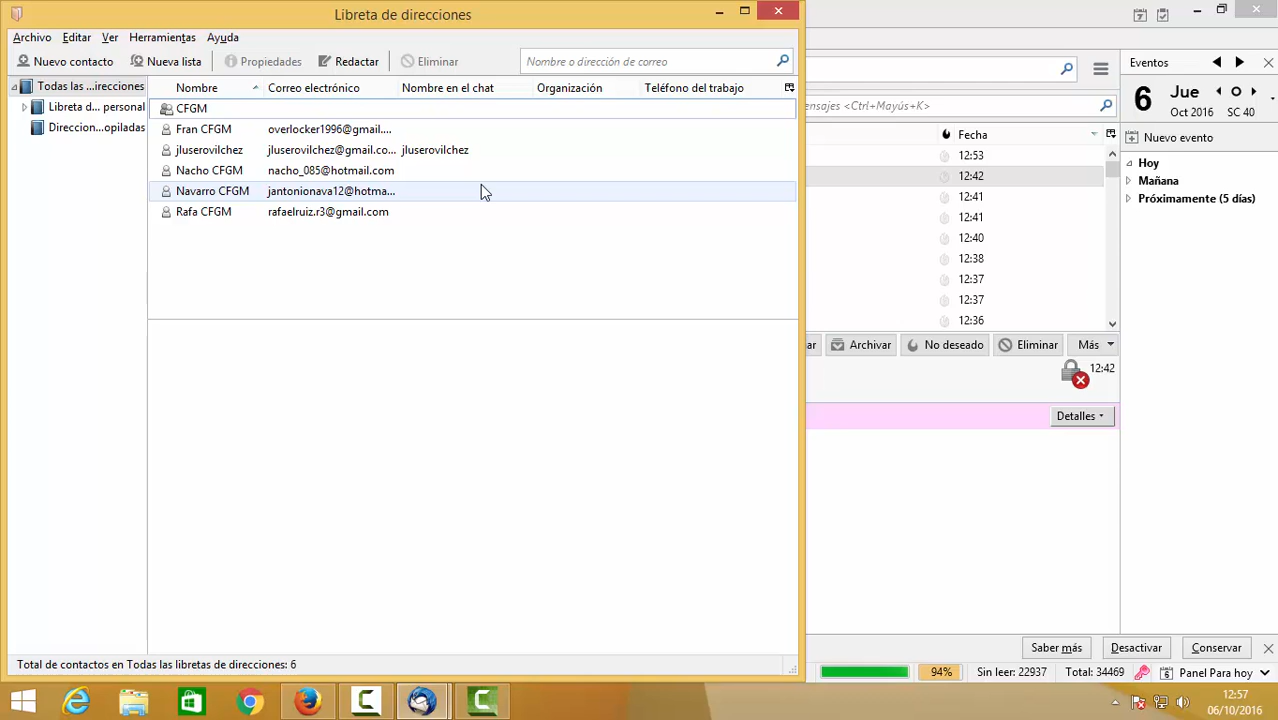 Libreta de direcciones
Archivo Editar Ver Herramientas Ayuda
Nuevo contacto Nueva lista Propiedades Redactar Eliminar Nombre o dirección de correo
Todas las ...irecciones
Libreta d... personal
Direccion...opiladas
Nombre Correo electrónico Nombre en el chat Organización Teléfono del trabajo
CFGM
Fran CFGM overlocker1996@gmail....
jluserovilchez jluserovilchez@gmail.co... jluserovilchez
Nacho CFGM nacho_085@hotmail.com
Navarro CFGM jantonionava12@hotma...
Rafa CFGM rafaelruiz.r3@gmail.com
Total de contactos en Todas las libretas de direcciones: 6
nsajes <Ctrl+Mayús+K>
Fecha
12:53
12:42
12:41
12:41
12:40
12:38
12:37
12:37
12:36
ar Archivar No deseado Eliminar Más
12:42
Detalles
Eventos
6 Jue
Oct 2016 SC 40
Nuevo evento
Hoy
Mañana
Próximamente (5 días)
Saber más Desactivar Conservar
94% Sin leer: 22937 Total: 34469 6 Panel Para hoy
12:57
06/10/2016